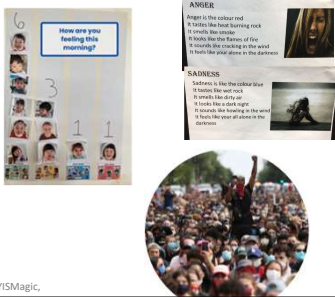 6
How are you
feeling this
morning?
3
1
1
ANGER
Anger is the colour red
It tastes like heat burning rock
It smells like smoke
It looks like the flames of fire
It sounds like cracking in the wind
It feels like your alone in the darkness
SADNESS
Sadness is like the colour blue
It tastes like wet rock
It smells like dirty air
It looks like a dark night
It sounds like howling in the wind
It feels like your all alone in the
darkness
/ISMagic,